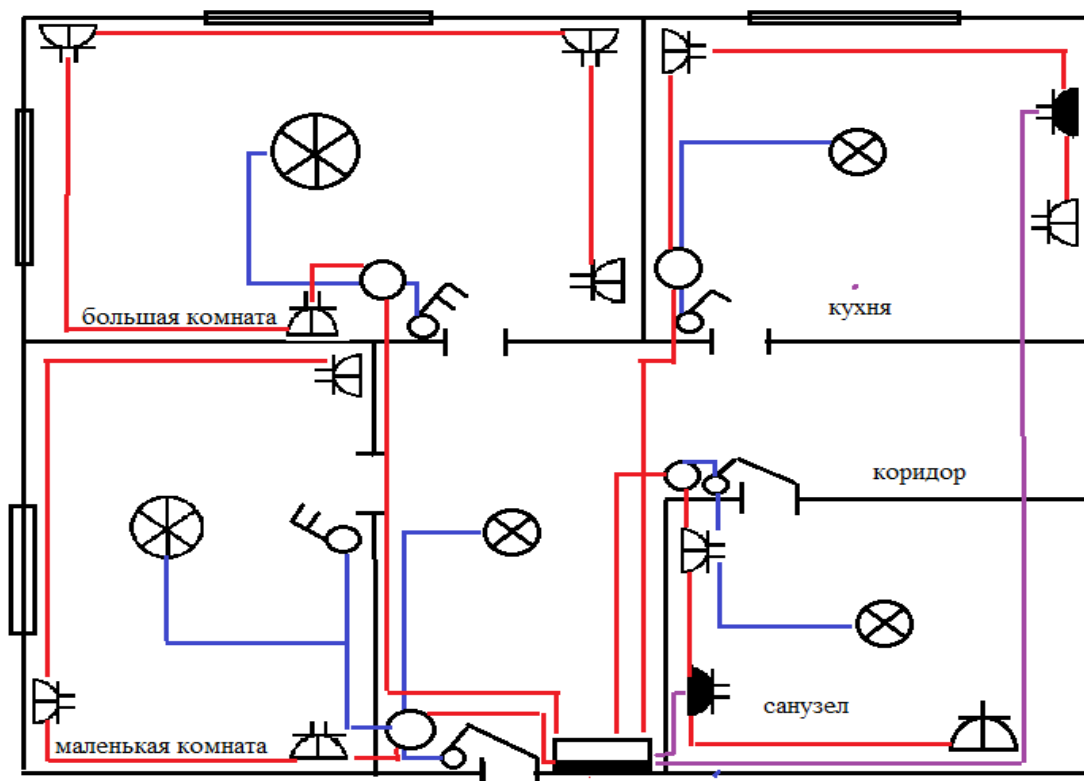 большая комната
кухня
коридор
санузел
маленькая комната